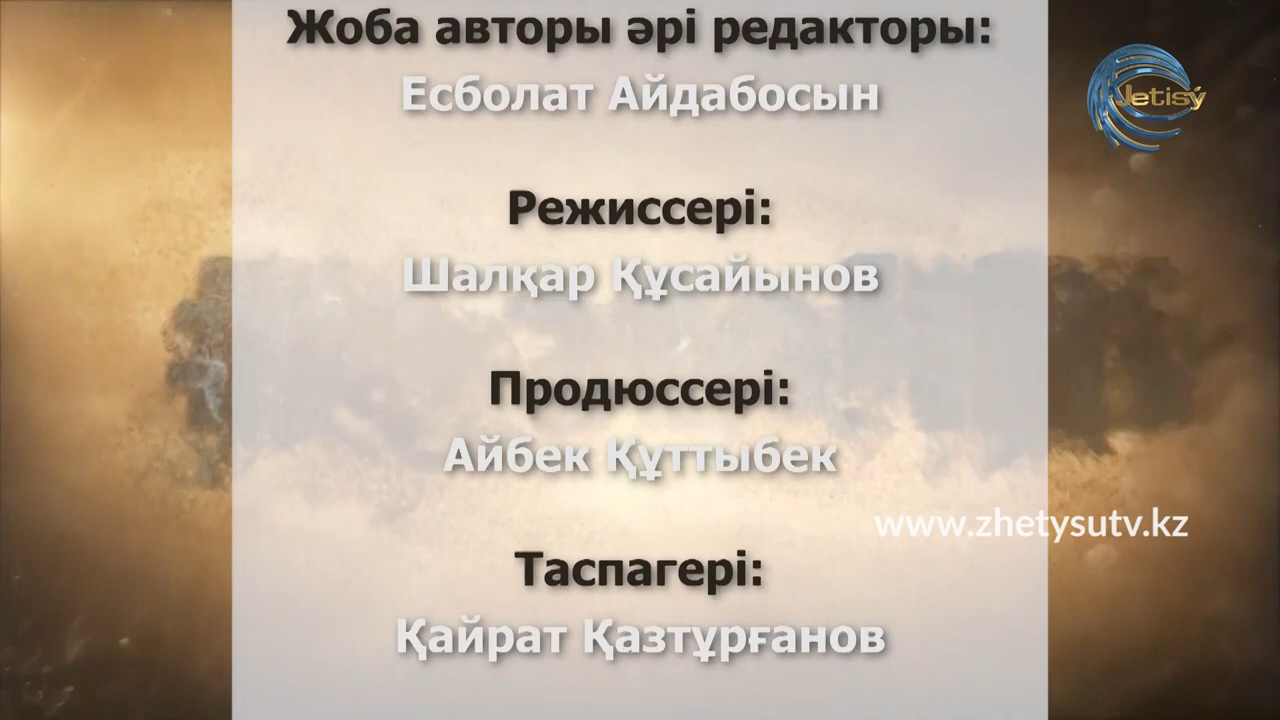 Жоба авторы әрі редакторы:
Есболат Айдабосын
Jetisý
Режиссері:
Шалқар Құсайынов
Продюссері:
Айбек Құттыбек
www.zhetysutv.kz
Таспагері:
Қайрат Қазтұрғанов